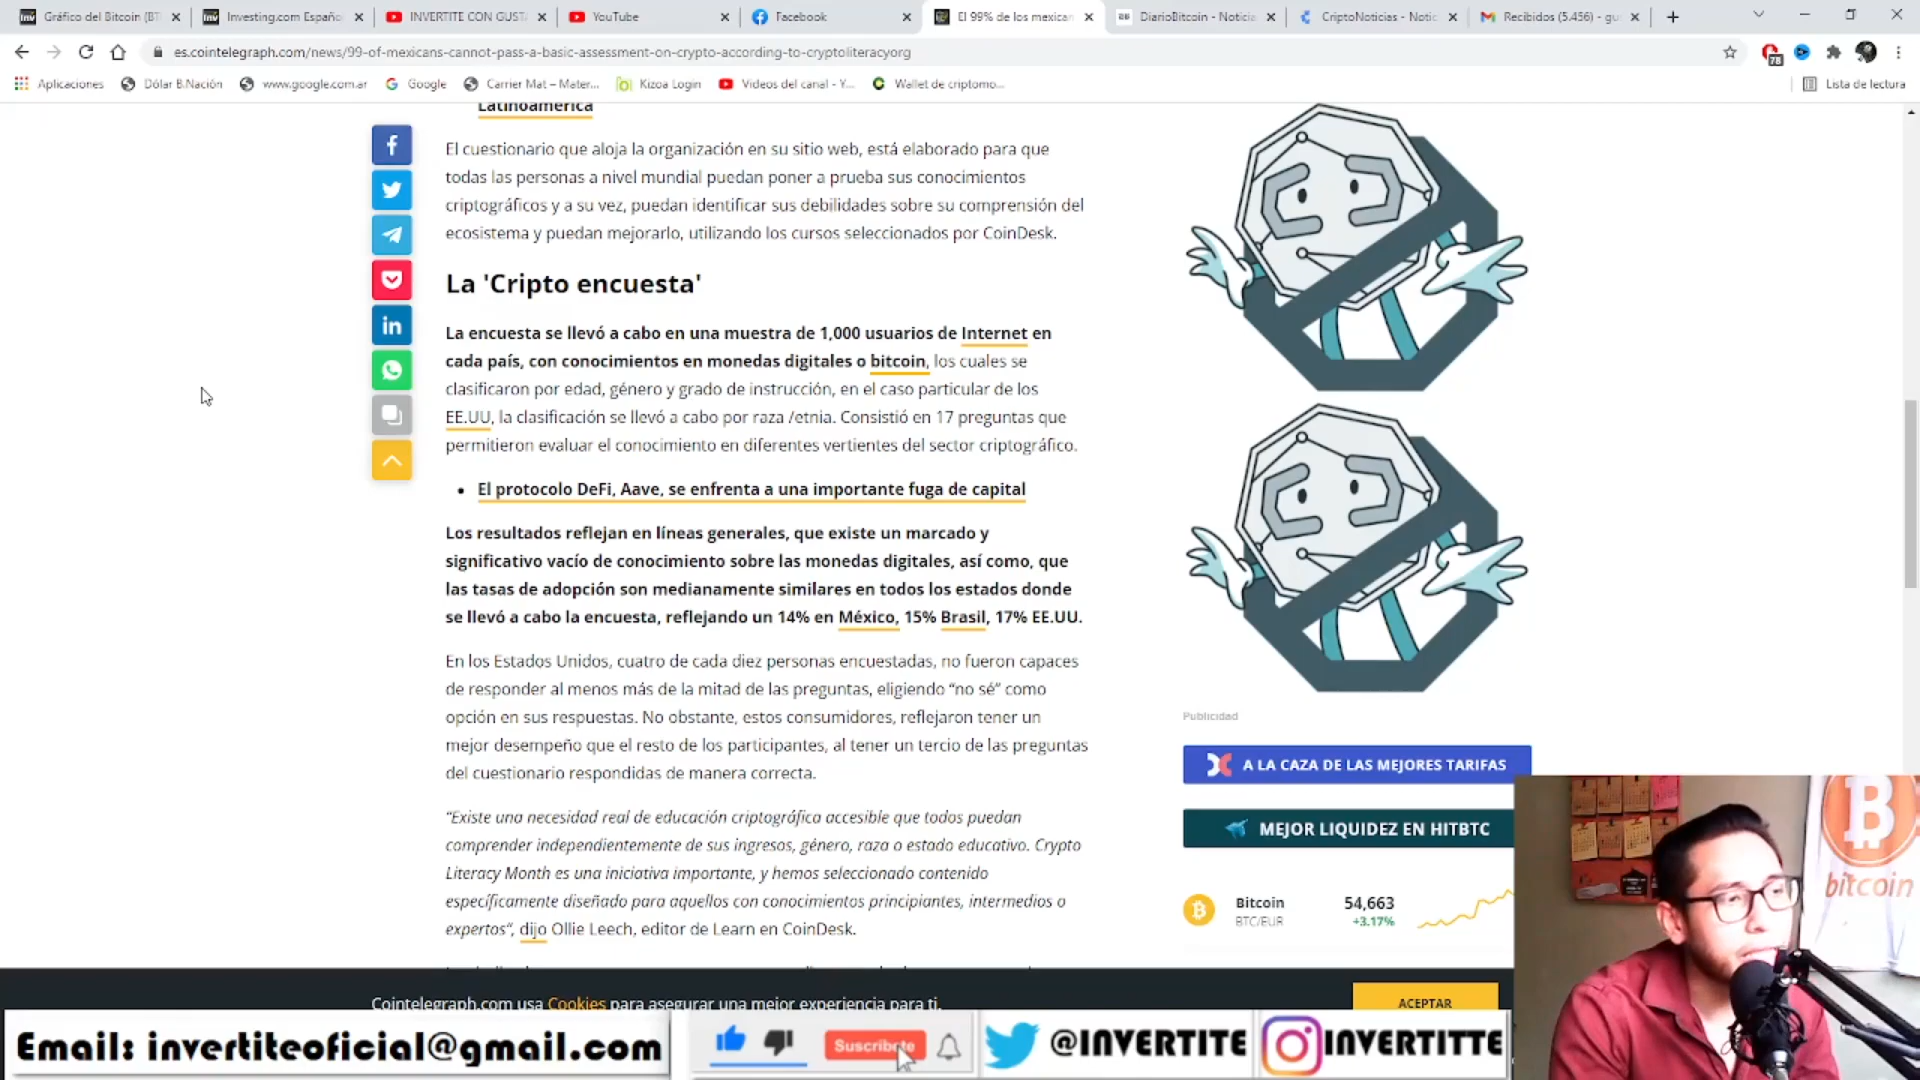 Gráfico del Bitcoin (BT
Investing.com Españo
INVERTITE CON GUST
YouTube
Facebook
El 99% de los mexican
DiarioBitcoin - Noticia
CriptoNoticias - Notic
Recibidos (5.456) - gu
es.cointelegraph.com/news/99-of-mexicans-cannot-pass-a-basic-assessment-on-crypto-according-to-cryptoliteracyorg
78
Aplicaciones
Dólar B.Nación
www.google.com.ar
Google
Carrier Mat – Mater...
Kizoa Login
Videos del canal - Y...
Wallet de criptomo...
Lista de lectura
Latinoamérica
El cuestionario que aloja la organización en su sitio web, está elaborado para que
todas las personas a nivel mundial puedan poner a prueba sus conocimientos
criptográficos y a su vez, puedan identificar sus debilidades sobre su comprensión del
ecosistema y puedan mejorarlo, utilizando los cursos seleccionados por CoinDesk.
La 'Cripto encuesta'
La encuesta se llevó a cabo en una muestra de 1,000 usuarios de Internet en
cada país, con conocimientos en monedas digitales o bitcoin, los cuales se
clasificaron por edad, género y grado de instrucción, en el caso particular de los
EE.UU, la clasificación se llevó a cabo por raza /etnia. Consistió en 17 preguntas que
permitieron evaluar el conocimiento en diferentes vertientes del sector criptográfico.
• El protocolo DeFi, Aave, se enfrenta a una importante fuga de capital
Los resultados reflejan en líneas generales, que existe un marcado y
significativo vacío de conocimiento sobre las monedas digitales, así como, que
las tasas de adopción son medianamente similares en todos los estados donde
se llevó a cabo la encuesta, reflejando un 14% en México, 15% Brasil, 17% EE.UU.
En los Estados Unidos, cuatro de cada diez personas encuestadas, no fueron capaces
de responder al menos más de la mitad de las preguntas, eligiendo “no sé” como
opción en sus respuestas. No obstante, estos consumidores, reflejaron tener un
mejor desempeño que el resto de los participantes, al tener un tercio de las preguntas
del cuestionario respondidas de manera correcta.
“Existe una necesidad real de educación criptográfica accesible que todos puedan
comprender independientemente de sus ingresos, género, raza o estado educativo. Crypto
Literacy Month es una iniciativa importante, y hemos seleccionado contenido
específicamente diseñado para aquellos con conocimientos principiantes, intermedios o
expertos”, dijo Ollie Leech, editor de Learn en CoinDesk.
Publicidad
A LA CAZA DE LAS MEJORES TARIFAS
MEJOR LIQUIDEZ EN HITBTC
Bitcoin 54,663
BTC/EUR +3.17%
bitcoin
Cointelegraph.com usa Cookies para asegurar una mejor experiencia para ti.
ACEPTAR
Email: invertiteoficial@gmail.com
Suscribete
@INVERTITE
INVERTITTE